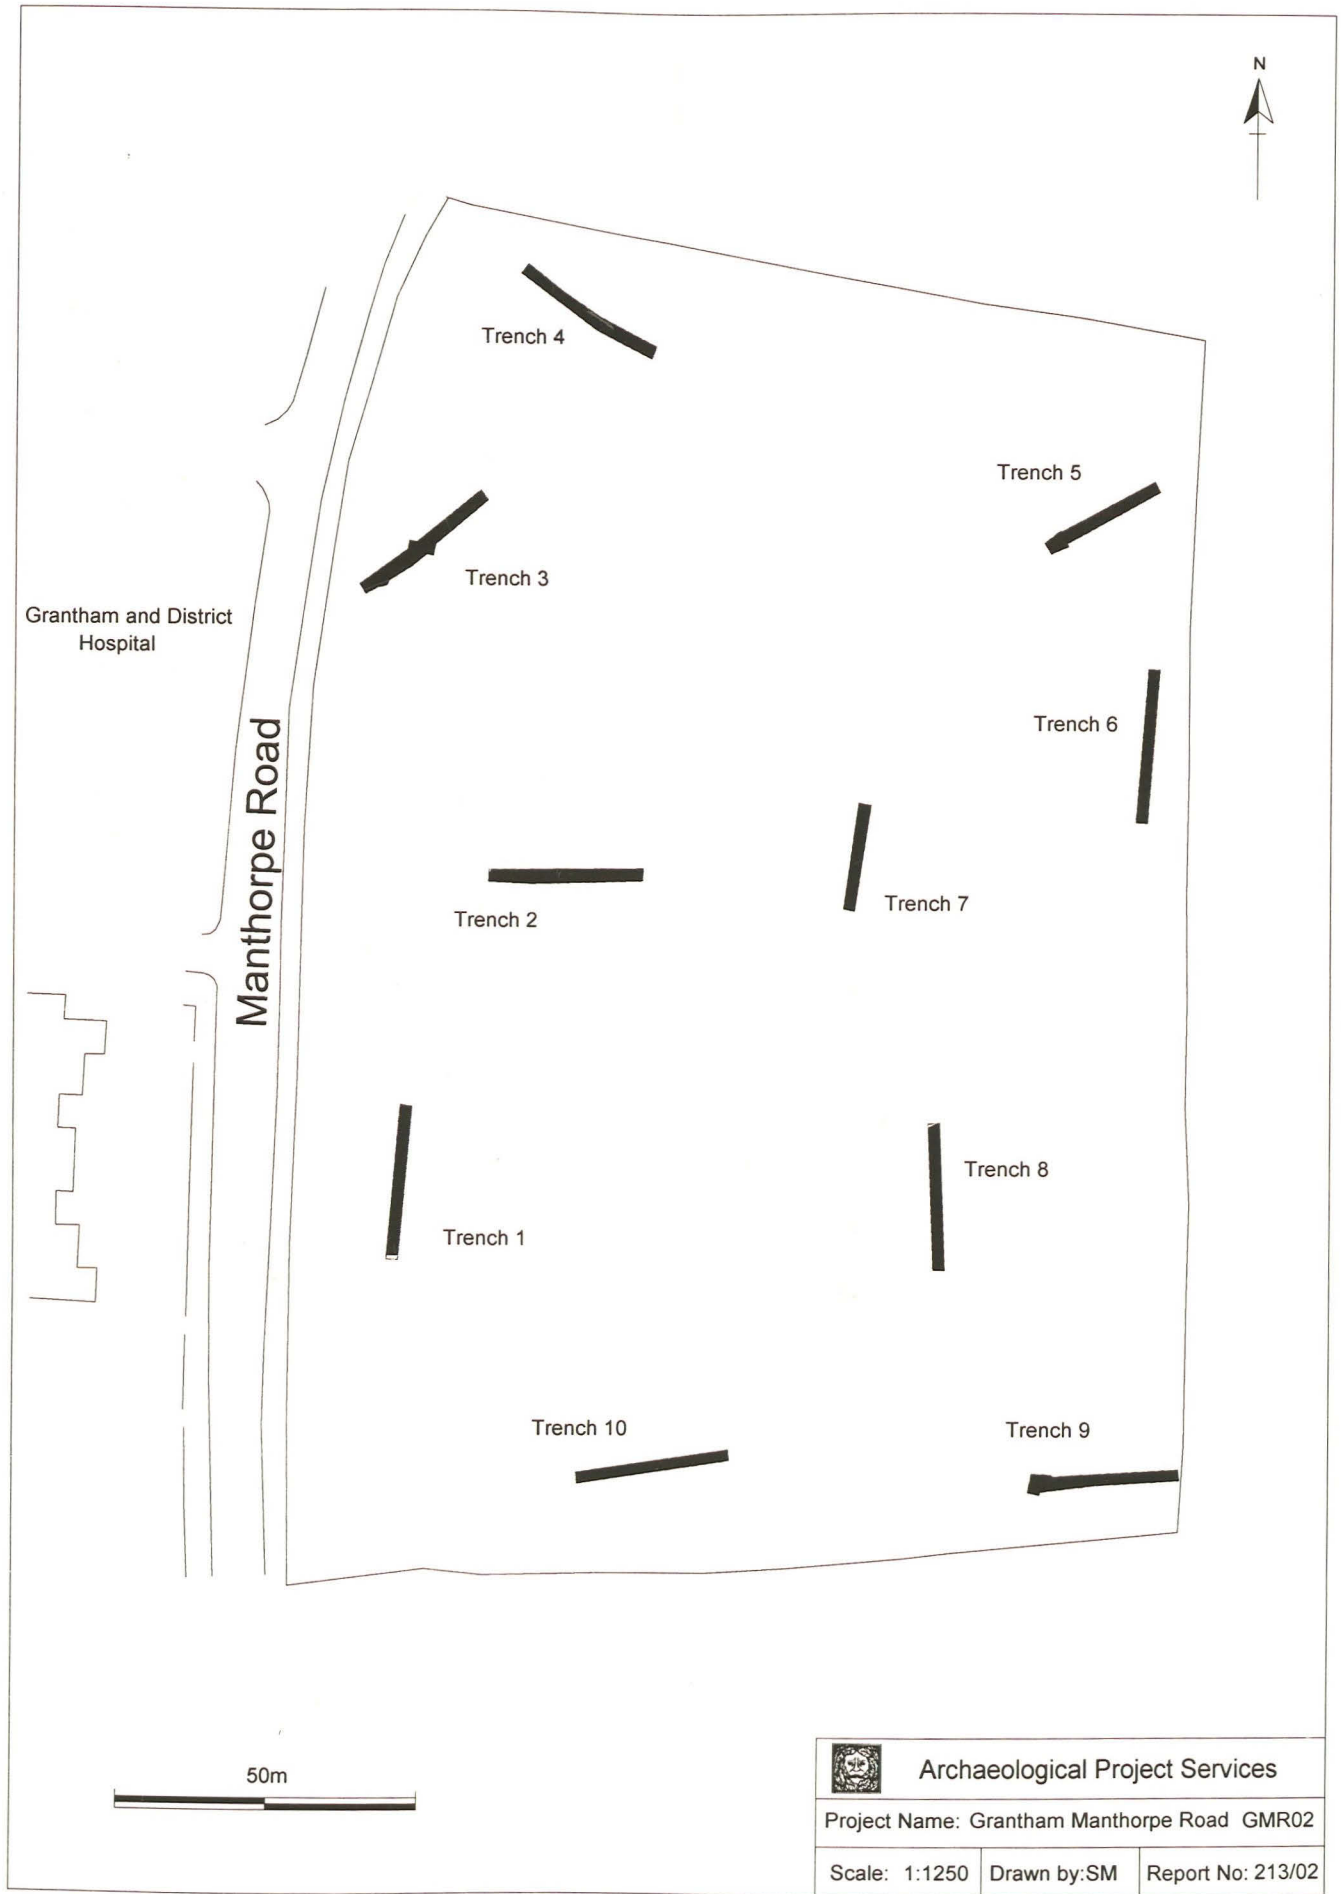 N
Trench 4
Trench 5
Trench 3
Grantham and District
Hospital
Trench 6
Manthorpe Road
Trench 7
Trench 2
Trench 8
Trench 1
Trench 10
Trench 9
50m
Archaeological Project Services
Project Name: Grantham Manthorpe Road GMR02
Scale: 1:1250
Drawn by:SM
Report No: 213/02